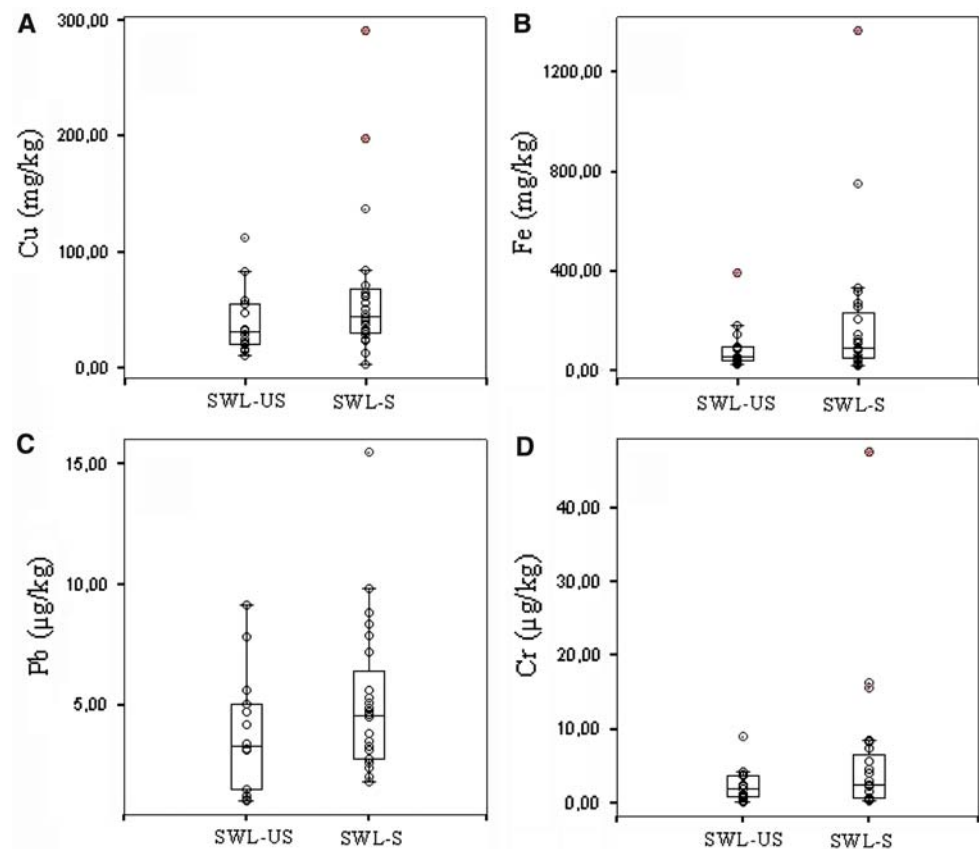 A
300,00
200,00
100,00
0,00
Cu (mg/kg)
SWL-US SWL-S
B
1200,00
800,00
400,00
0,00
Fe (mg/kg)
SWL-US SWL-S
C
15,00
10,00
5,00
Pb (µg/kg)
SWL-US SWL-S
D
40,00
30,00
20,00
10,00
0,00
Cr (µg/kg)
SWL-US SWL-S